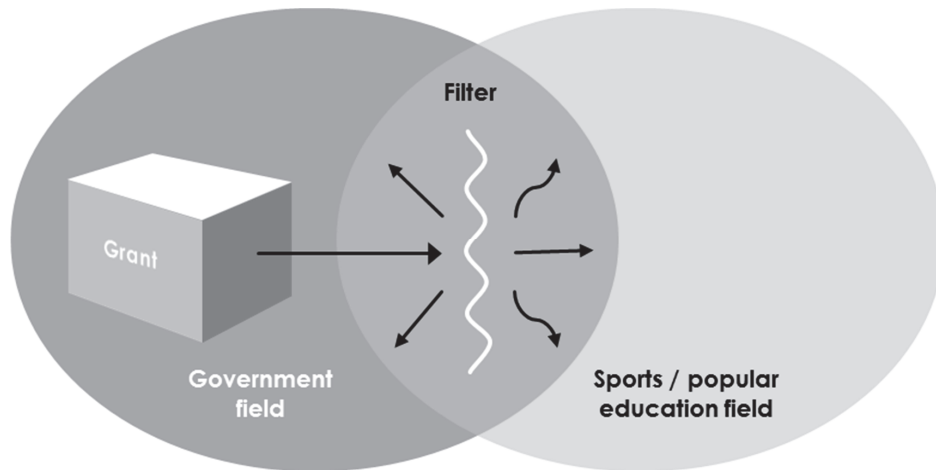 Filter
Grant
Government
field
Sports / popular
education field